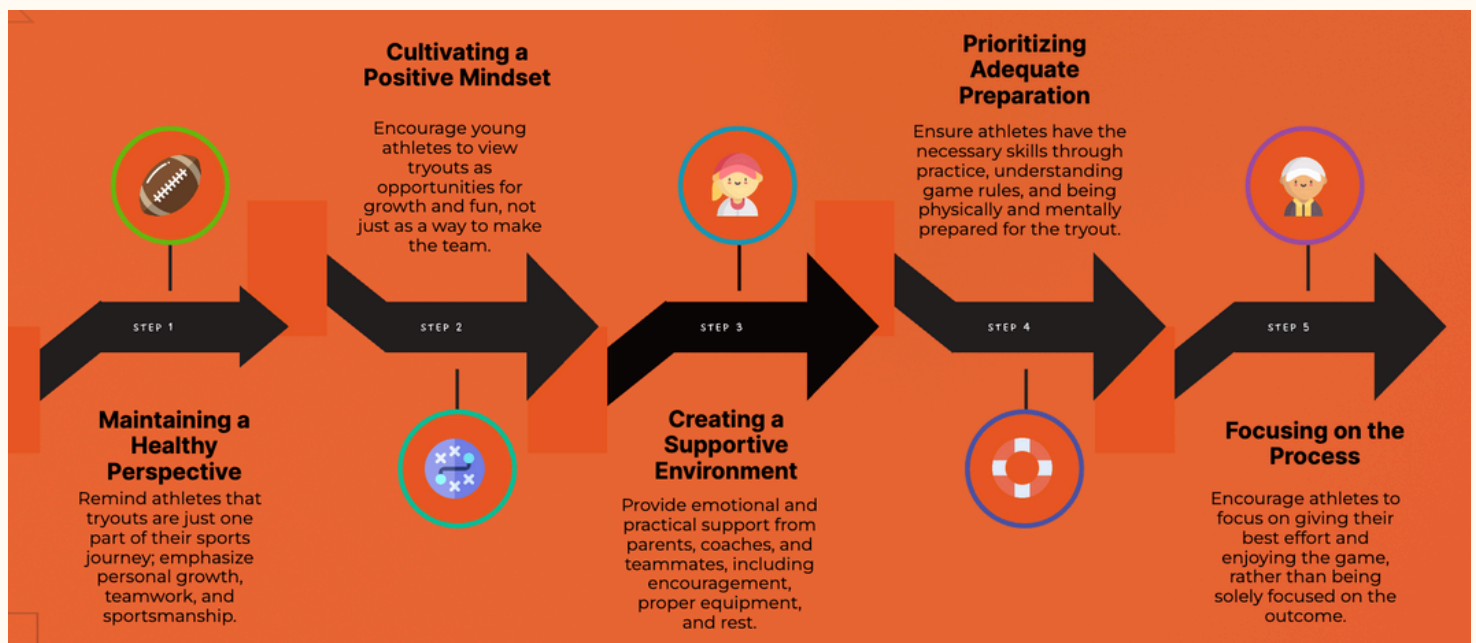 STEP 1
Maintaining a
Healthy
Perspective
Remind athletes that
tryouts are just one
part of their sports
journey; emphasize
personal growth,
teamwork, and
sportsmanship.
Cultivating a
Positive Mindset
Encourage young
athletes to view
tryouts as
opportunities for
growth and fun, not
just as a way to make
the team.
STEP 2
STEP 3
Creating a
Supportive
Environment
Provide emotional and
practical support from
parents, coaches, and
teammates, including
encouragement,
proper equipment,
and rest.
Prioritizing
Adequate
Preparation
Ensure athletes have the
necessary skills through
practice, understanding
game rules, and being
physically and mentally
prepared for the tryout.
STEP 4
STEP 5
Focusing on the
Process
Encourage athletes to
focus on giving their
best effort and
enjoying the game,
rather than being
solely focused on the
outcome.